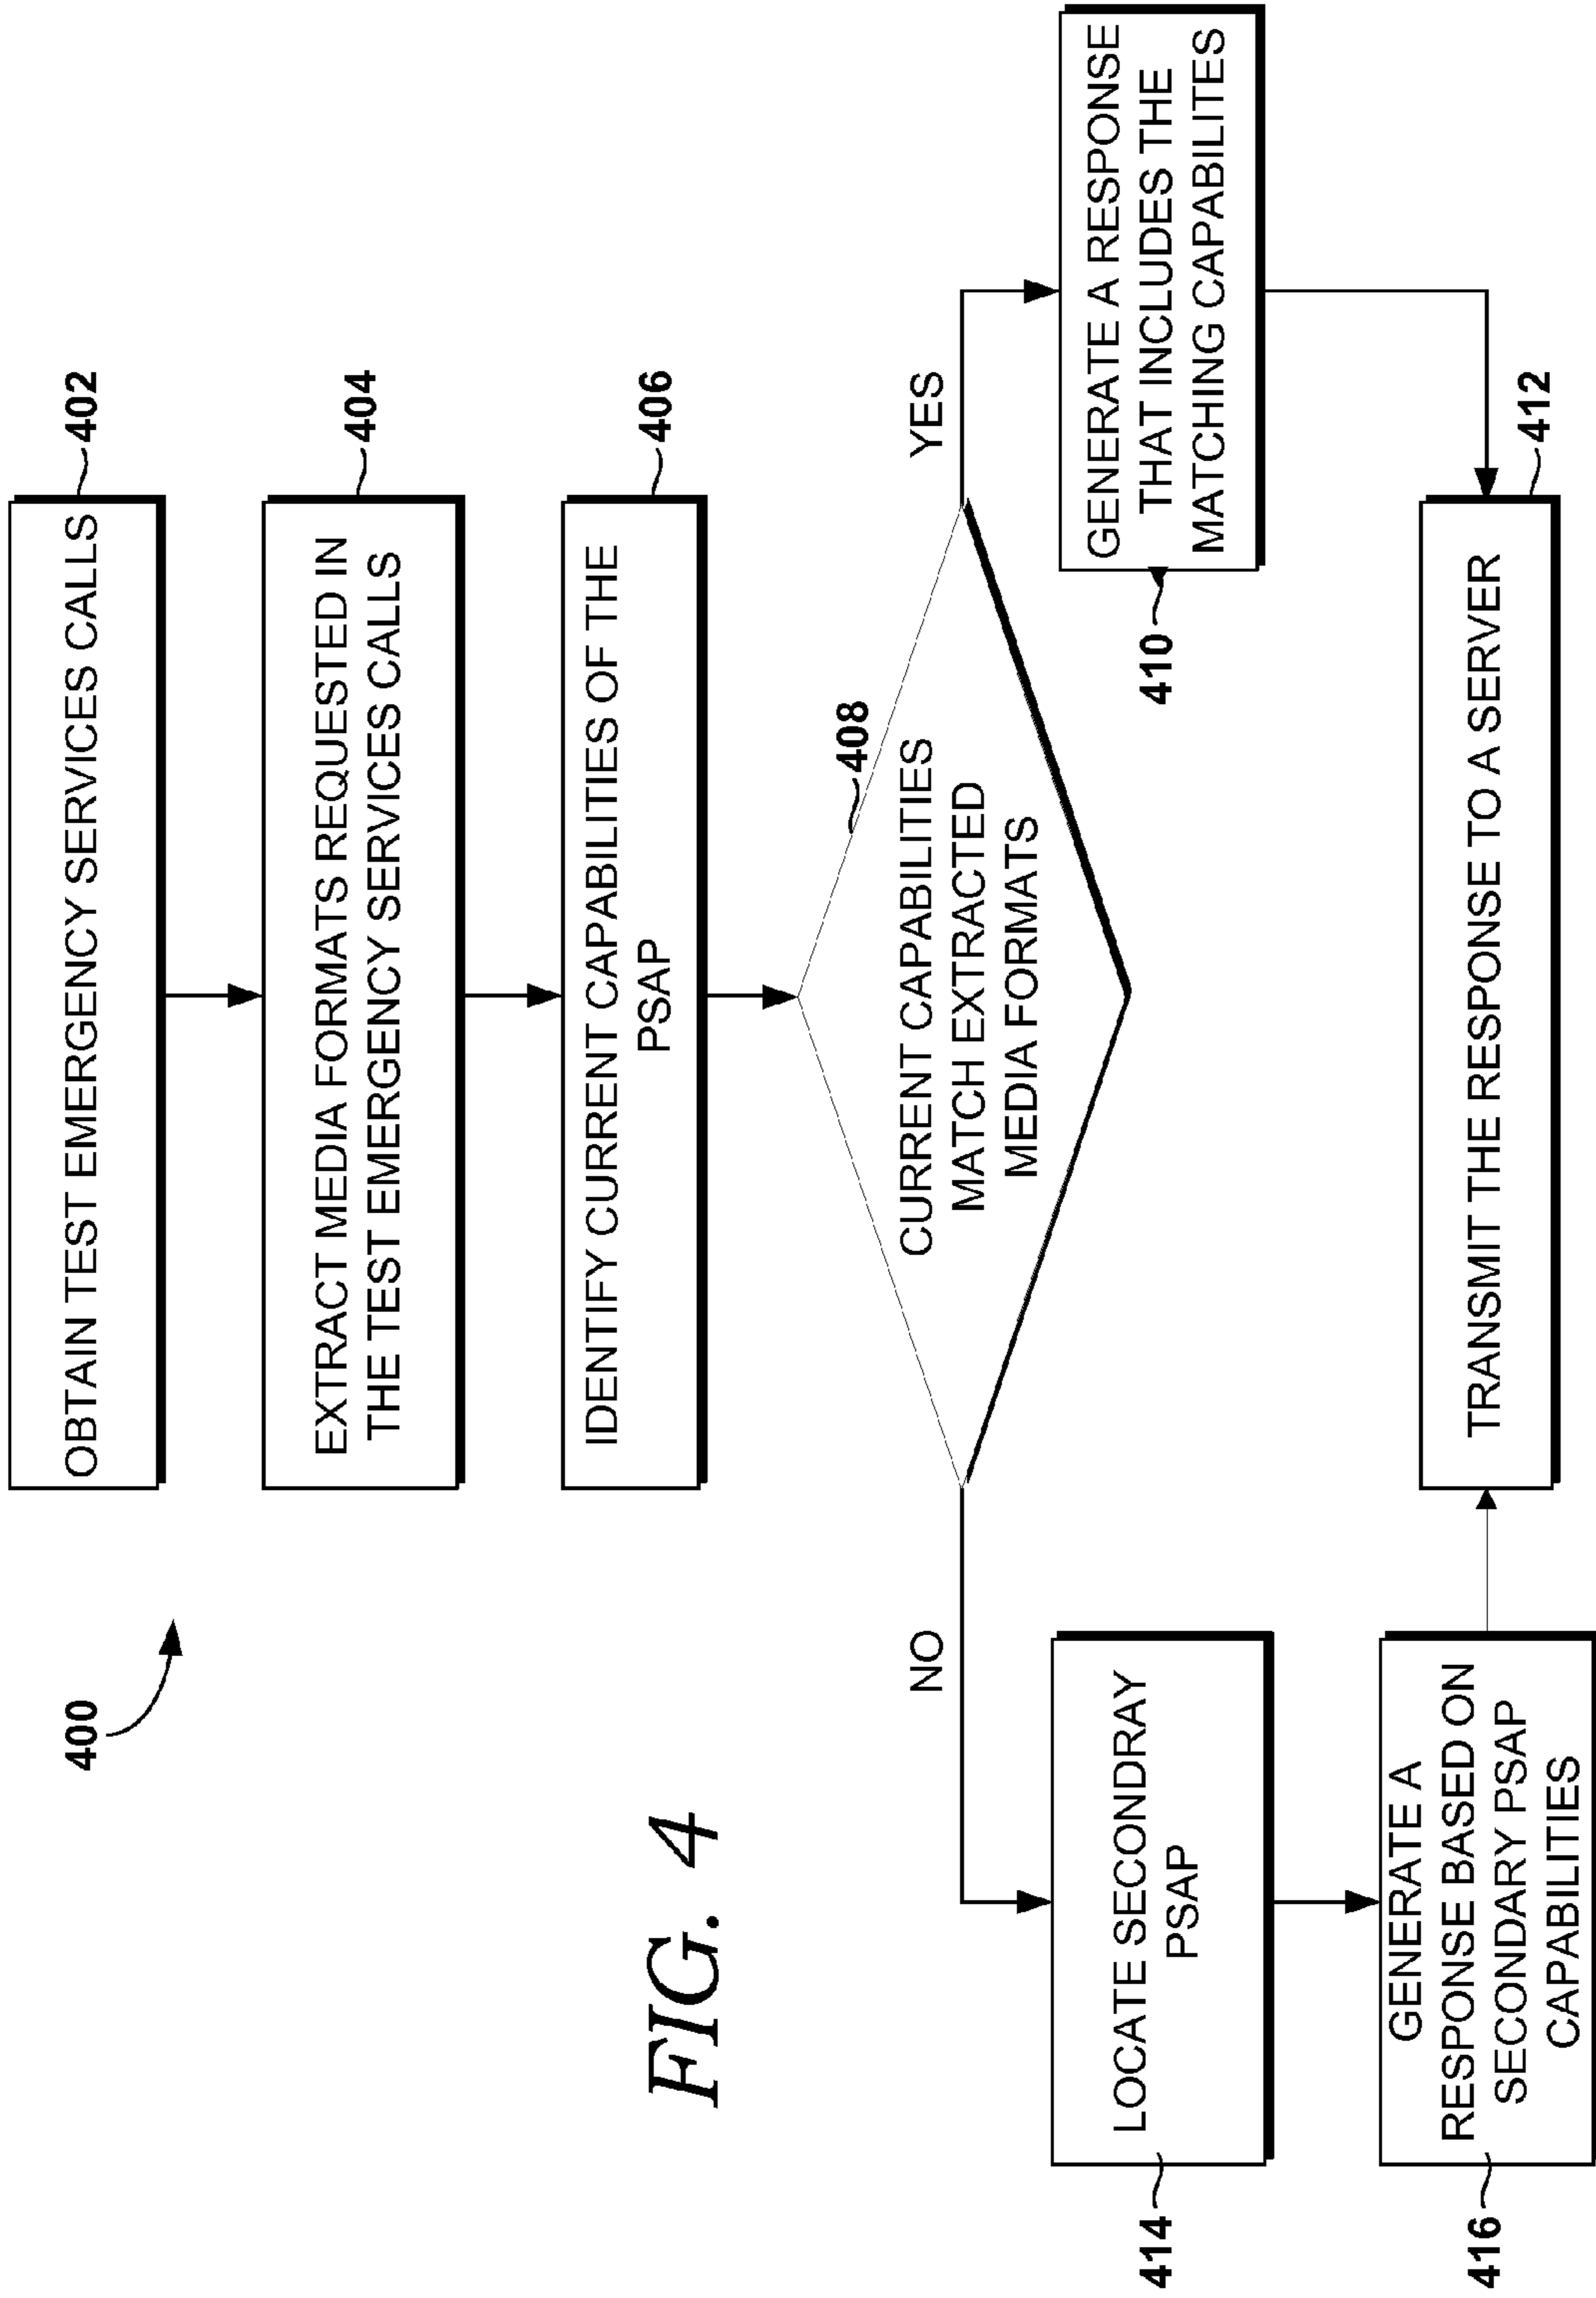 400
OBTAIN TEST EMERGENCY SERVICES CALLS
402
EXTRACT MEDIA FORMATS REQUESTED IN
THE TEST EMERGENCY SERVICES CALLS
404
IDENTIFY CURRENT CAPABILITIES OF THE
PSAP
406
FIG. 4
408
CURRENT CAPABILITIES
MATCH EXTRACTED
MEDIA FORMATS
NO
YES
LOCATE SECONDRAY
PSAP
414
GENERATE A RESPONSE
THAT INCLUDES THE
MATCHING CAPABILITES
410
GENERATE A
RESPONSE BASED ON
SECONDARY PSAP
CAPABILITIES
416
TRANSMIT THE RESPONSE TO A SERVER
412